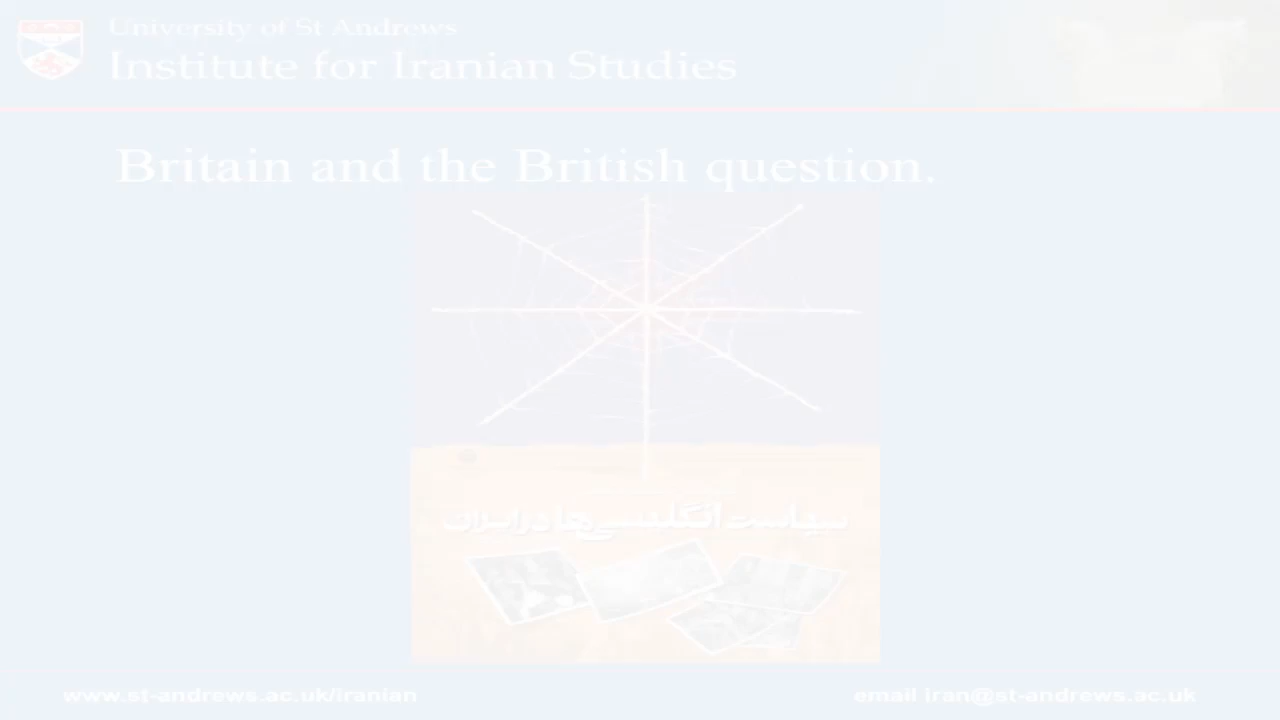 University of St Andrews
Institute for Iranian Studies
Britain and the British question.
سیاست انگلیسی‌ها در ایران
www.st-andrews.ac.uk/iranian
email iran@st-andrews.ac.uk